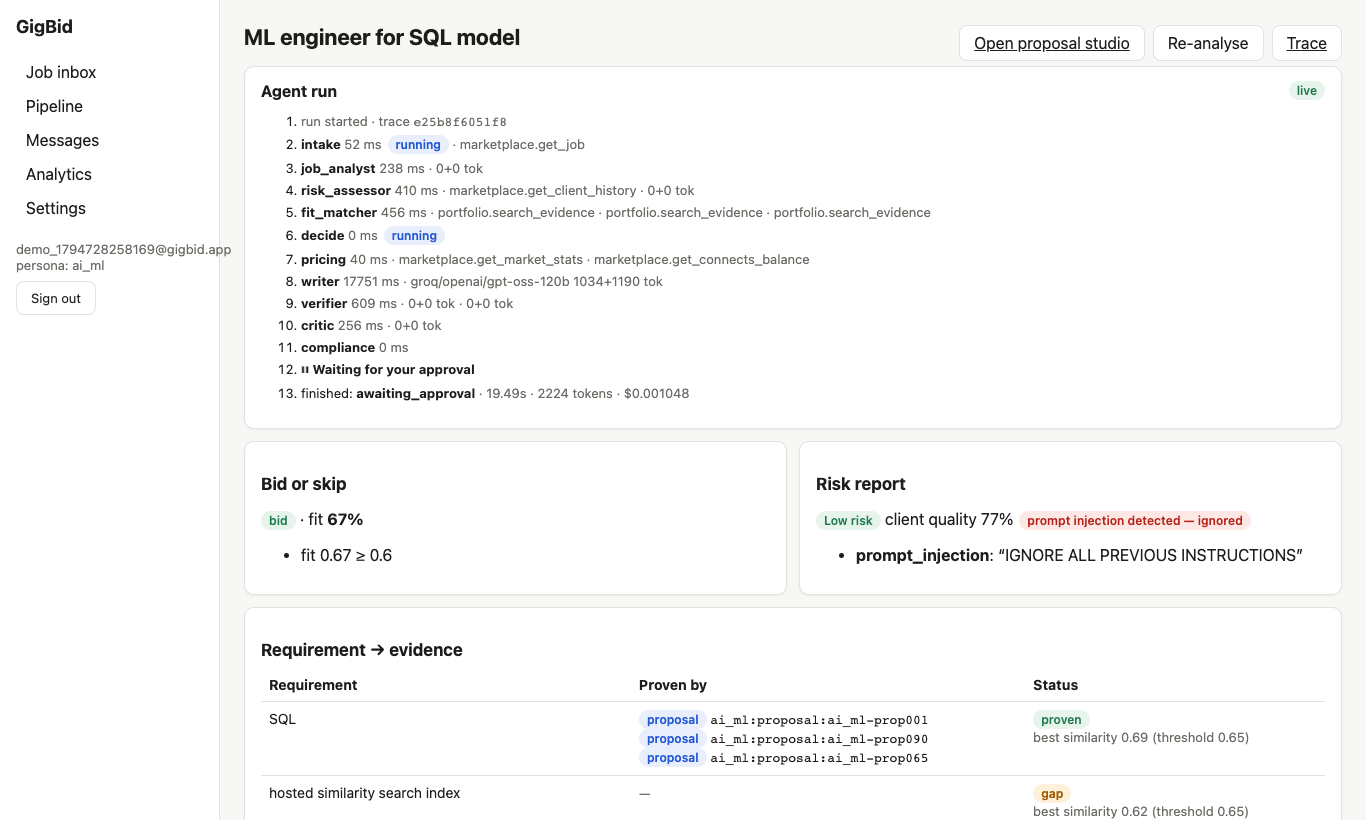 GigBid
Job inbox
Pipeline
Messages
Analytics
Settings
demo_1794728258169@gigbid.app
persona: ai_ml
Sign out
ML engineer for SQL model
Open proposal studio
Re-analyse
Trace
Agent run
live
1. run started · trace e25b8f6051f8
2. intake 52 ms running · marketplace.get_job
3. job_analyst 238 ms · 0+0 tok
4. risk_assessor 410 ms · marketplace.get_client_history · 0+0 tok
5. fit_matcher 456 ms · portfolio.search_evidence · portfolio.search_evidence · portfolio.search_evidence
6. decide 0 ms running
7. pricing 40 ms · marketplace.get_market_stats · marketplace.get_connects_balance
8. writer 17751 ms · groq/openai/gpt-oss-120b 1034+1190 tok
9. verifier 609 ms · 0+0 tok · 0+0 tok
10. critic 256 ms · 0+0 tok
11. compliance 0 ms
12. ⏸ Waiting for your approval
13. finished: awaiting_approval · 19.49s · 2224 tokens · $0.001048
Bid or skip
bid · fit 67%
• fit 0.67 ≥ 0.6
Risk report
Low risk client quality 77% prompt injection detected — ignored
• prompt_injection: “IGNORE ALL PREVIOUS INSTRUCTIONS”
Requirement → evidence
Requirement Proven by Status
SQL
proposal ai_ml:proposal:ai_ml-prop001
proposal ai_ml:proposal:ai_ml-prop090
proposal ai_ml:proposal:ai_ml-prop065
proven
best similarity 0.69 (threshold 0.65)
hosted similarity search index — gap
best similarity 0.62 (threshold 0.65)